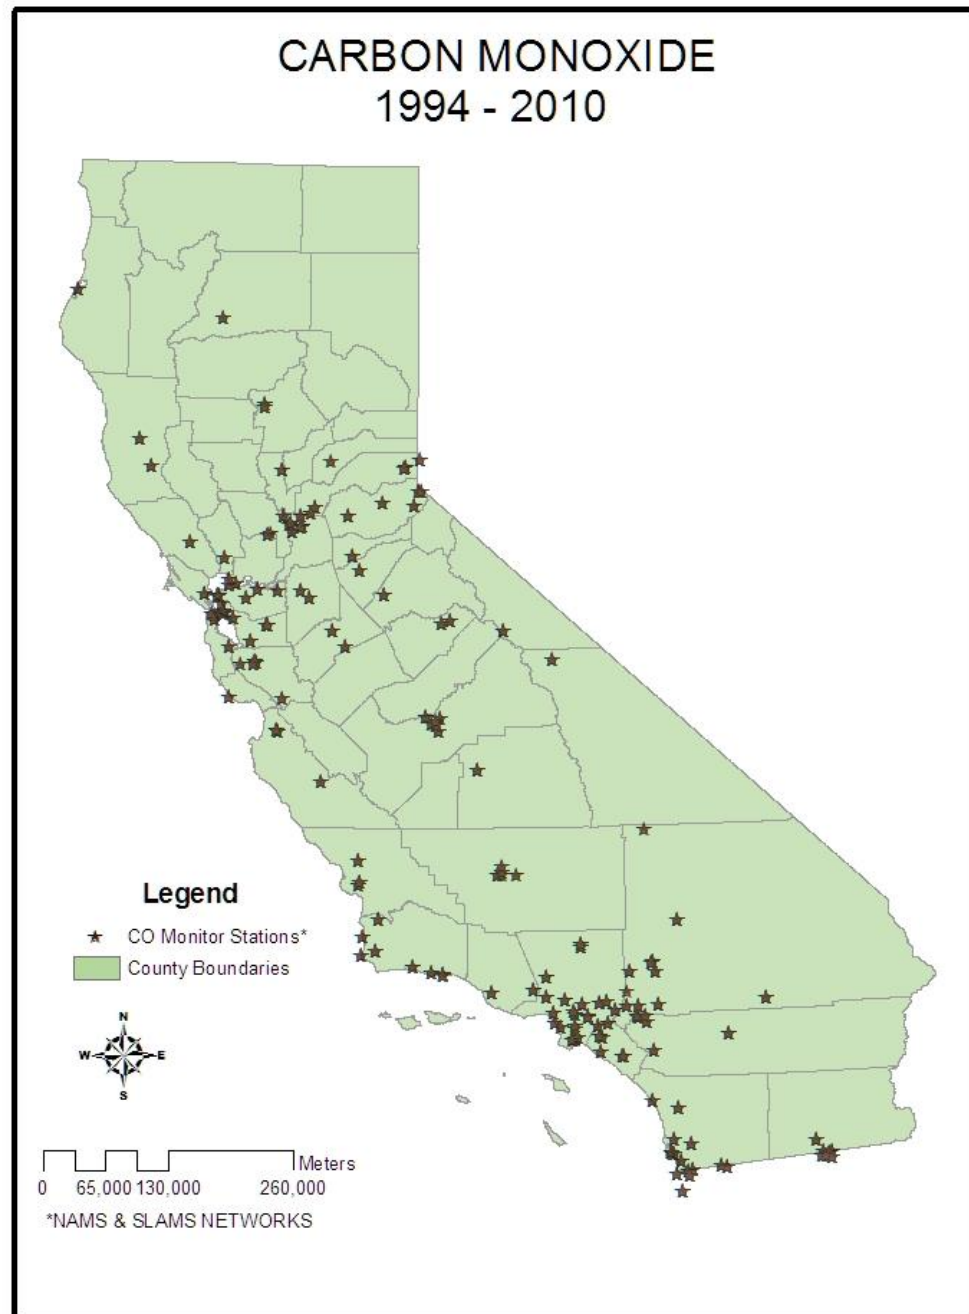 CARBON MONOXIDE
1994 - 2010
Legend
CO Monitor Stations*
County Boundaries
N
W E
S
Meters
0 65,000 130,000 260,000
*NAMS & SLAMS NETWORKS